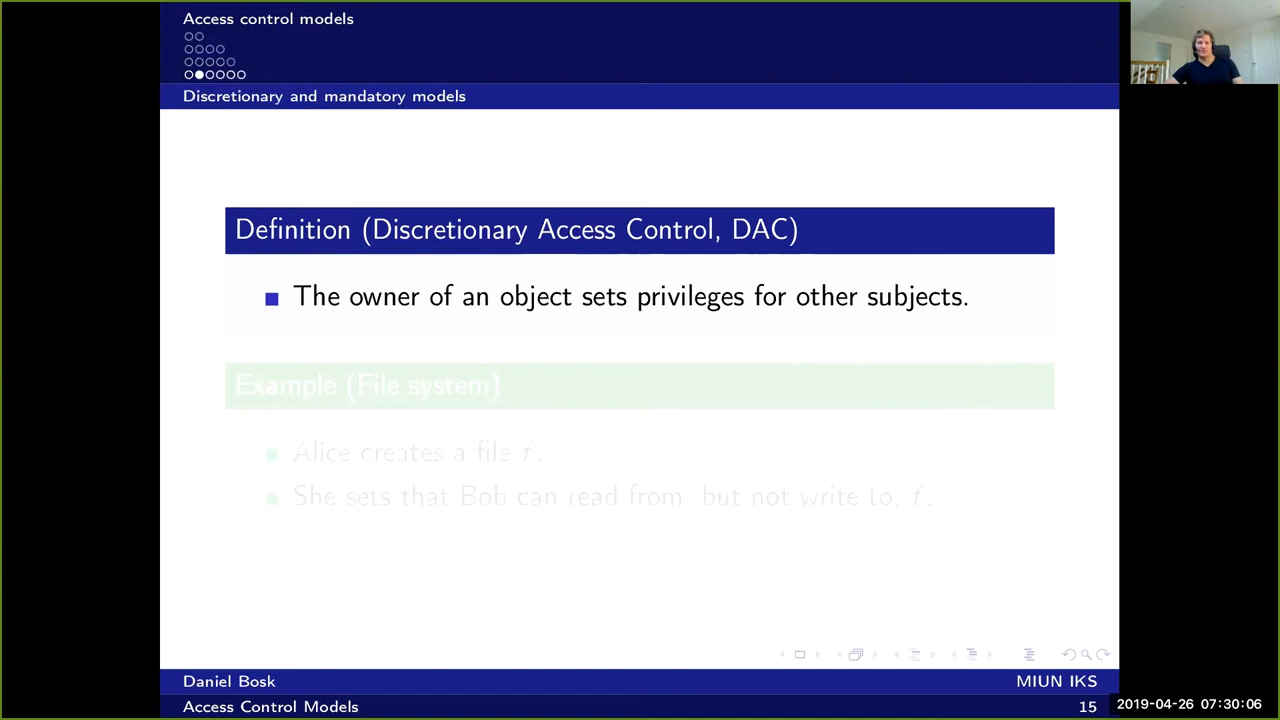 Access control models
Discretionary and mandatory models
Definition (Discretionary Access Control, DAC)
The owner of an object sets privileges for other subjects.
Example (File system)
Alice creates a file f.
She sets that Bob can read from, but not write to, f.
Daniel Bosk
MIUN IKS
Access Control Models
15
2019-04-26 07:30:06